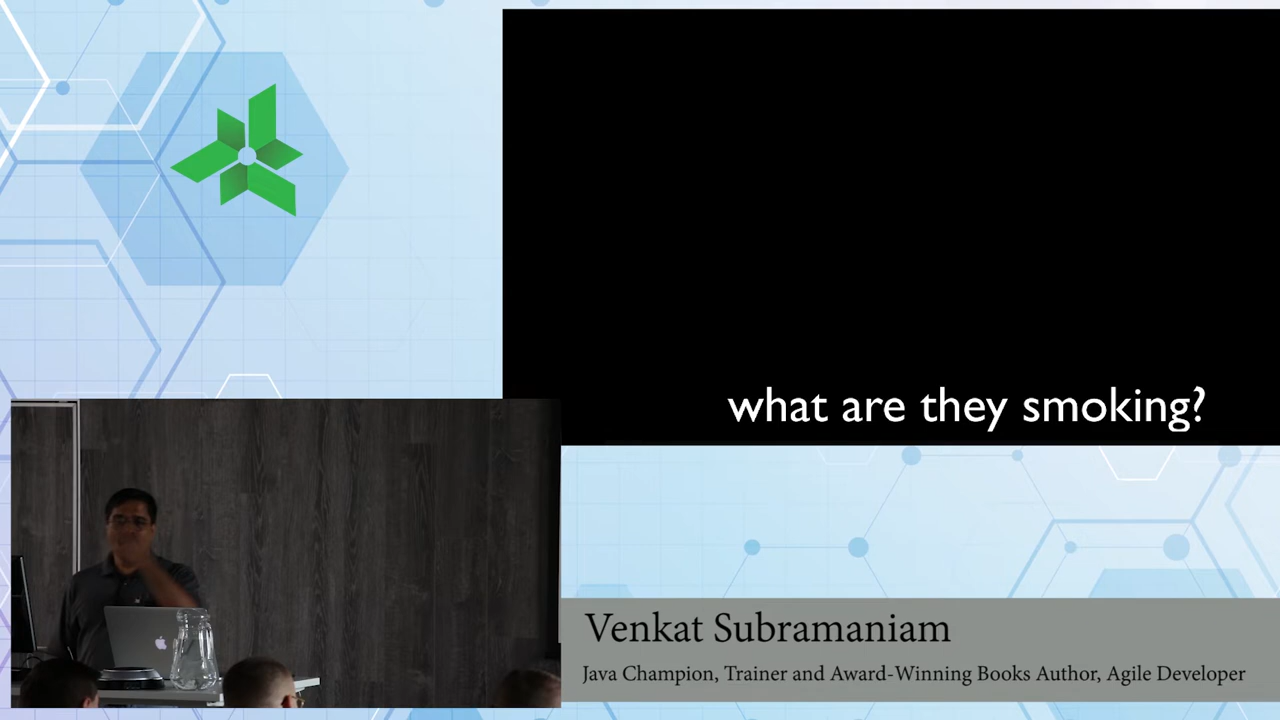 what are they smoking?
Venkat Subramaniam
Java Champion, Trainer and Award-Winning Books Author, Agile Developer